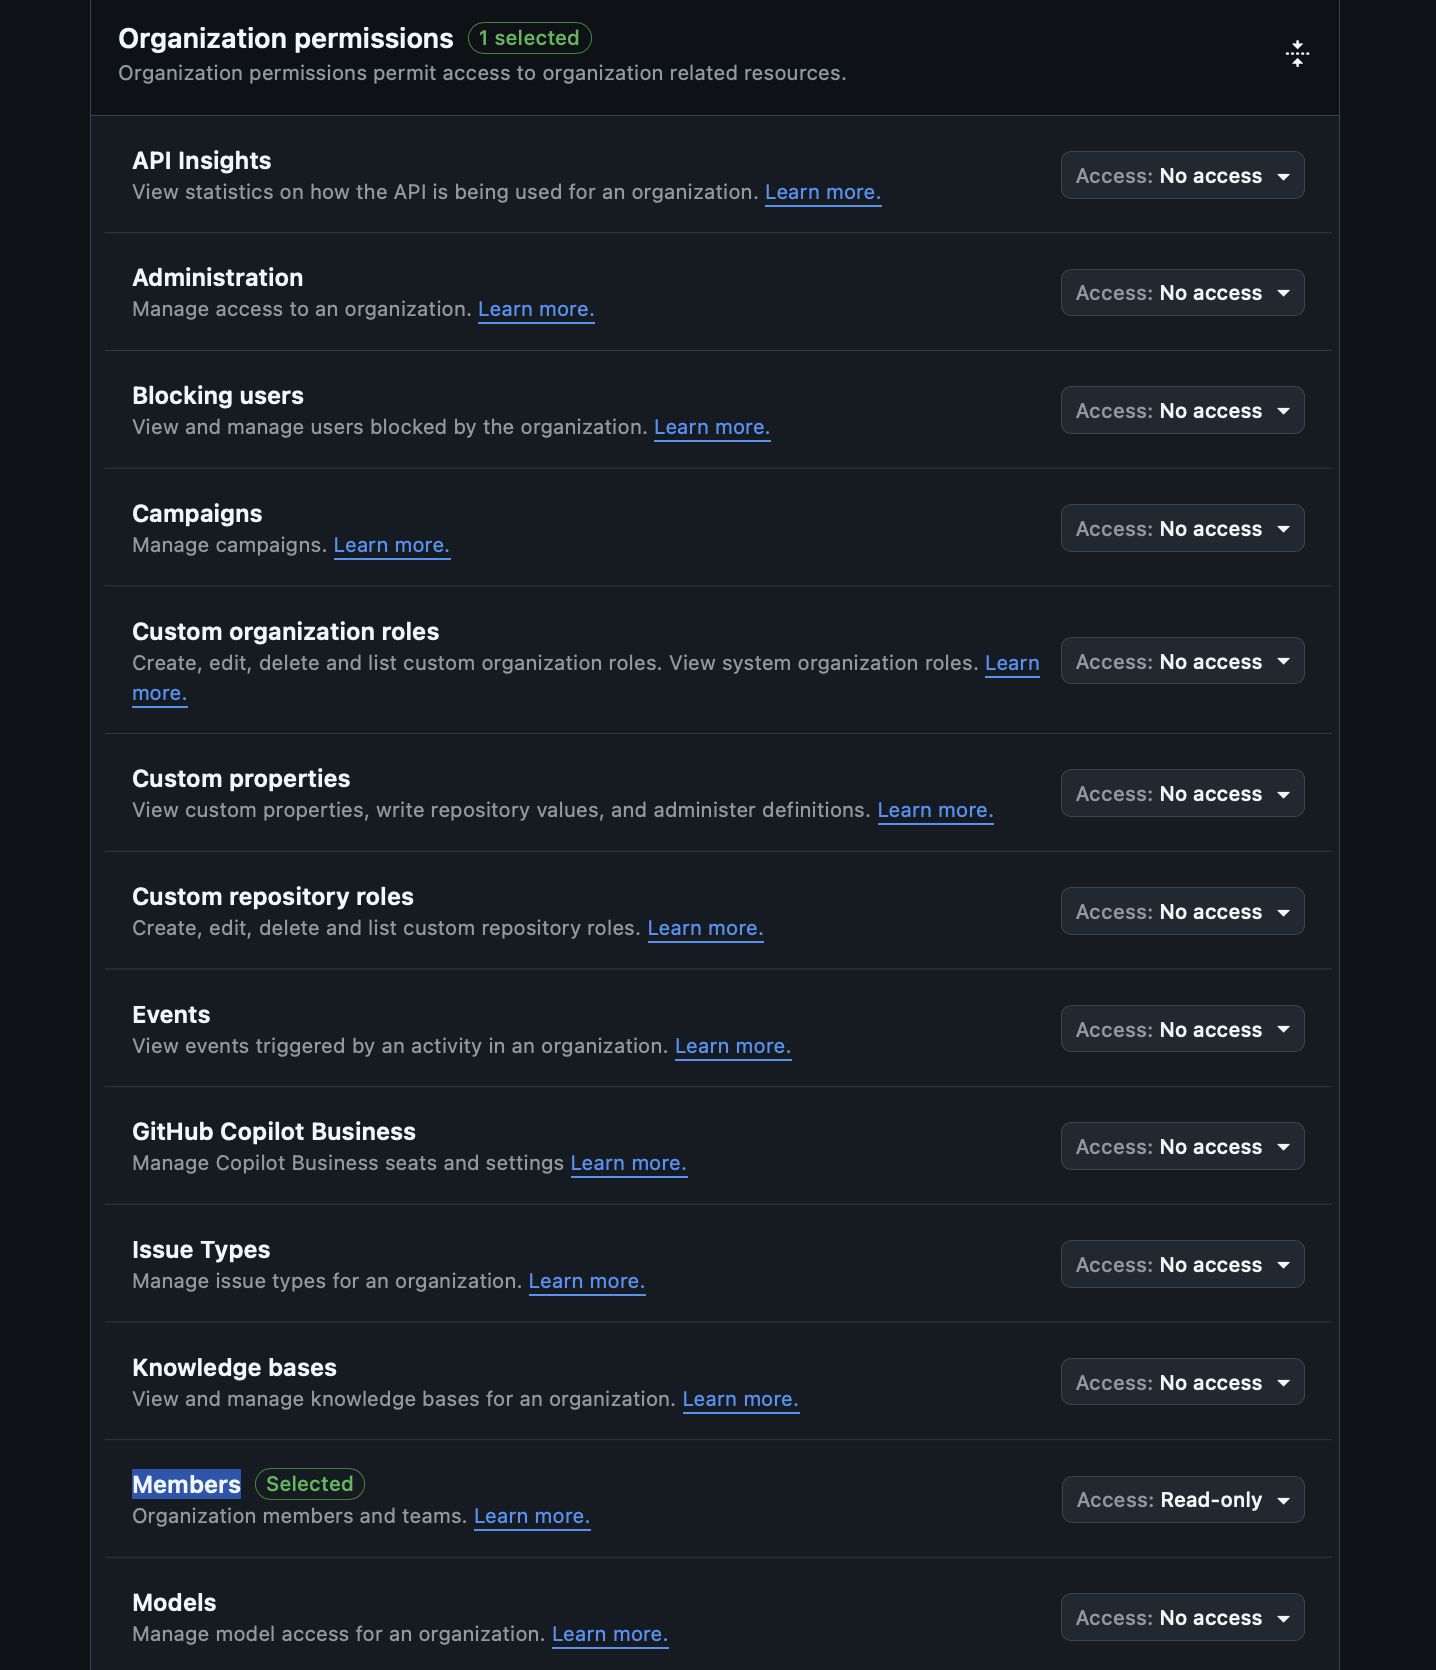 Organization permissions 1 selected
Organization permissions permit access to organization related resources.
API Insights
View statistics on how the API is being used for an organization. Learn more.
Access: No access
Administration
Manage access to an organization. Learn more.
Access: No access
Blocking users
View and manage users blocked by the organization. Learn more.
Access: No access
Campaigns
Manage campaigns. Learn more.
Access: No access
Custom organization roles
Create, edit, delete and list custom organization roles. View system organization roles. Learn
more.
Access: No access
Custom properties
View custom properties, write repository values, and administer definitions. Learn more.
Access: No access
Custom repository roles
Create, edit, delete and list custom repository roles. Learn more.
Access: No access
Events
View events triggered by an activity in an organization. Learn more.
Access: No access
GitHub Copilot Business
Manage Copilot Business seats and settings Learn more.
Access: No access
Issue Types
Manage issue types for an organization. Learn more.
Access: No access
Knowledge bases
View and manage knowledge bases for an organization. Learn more.
Access: No access
Members Selected
Organization members and teams. Learn more.
Access: Read-only
Models
Manage model access for an organization. Learn more.
Access: No access